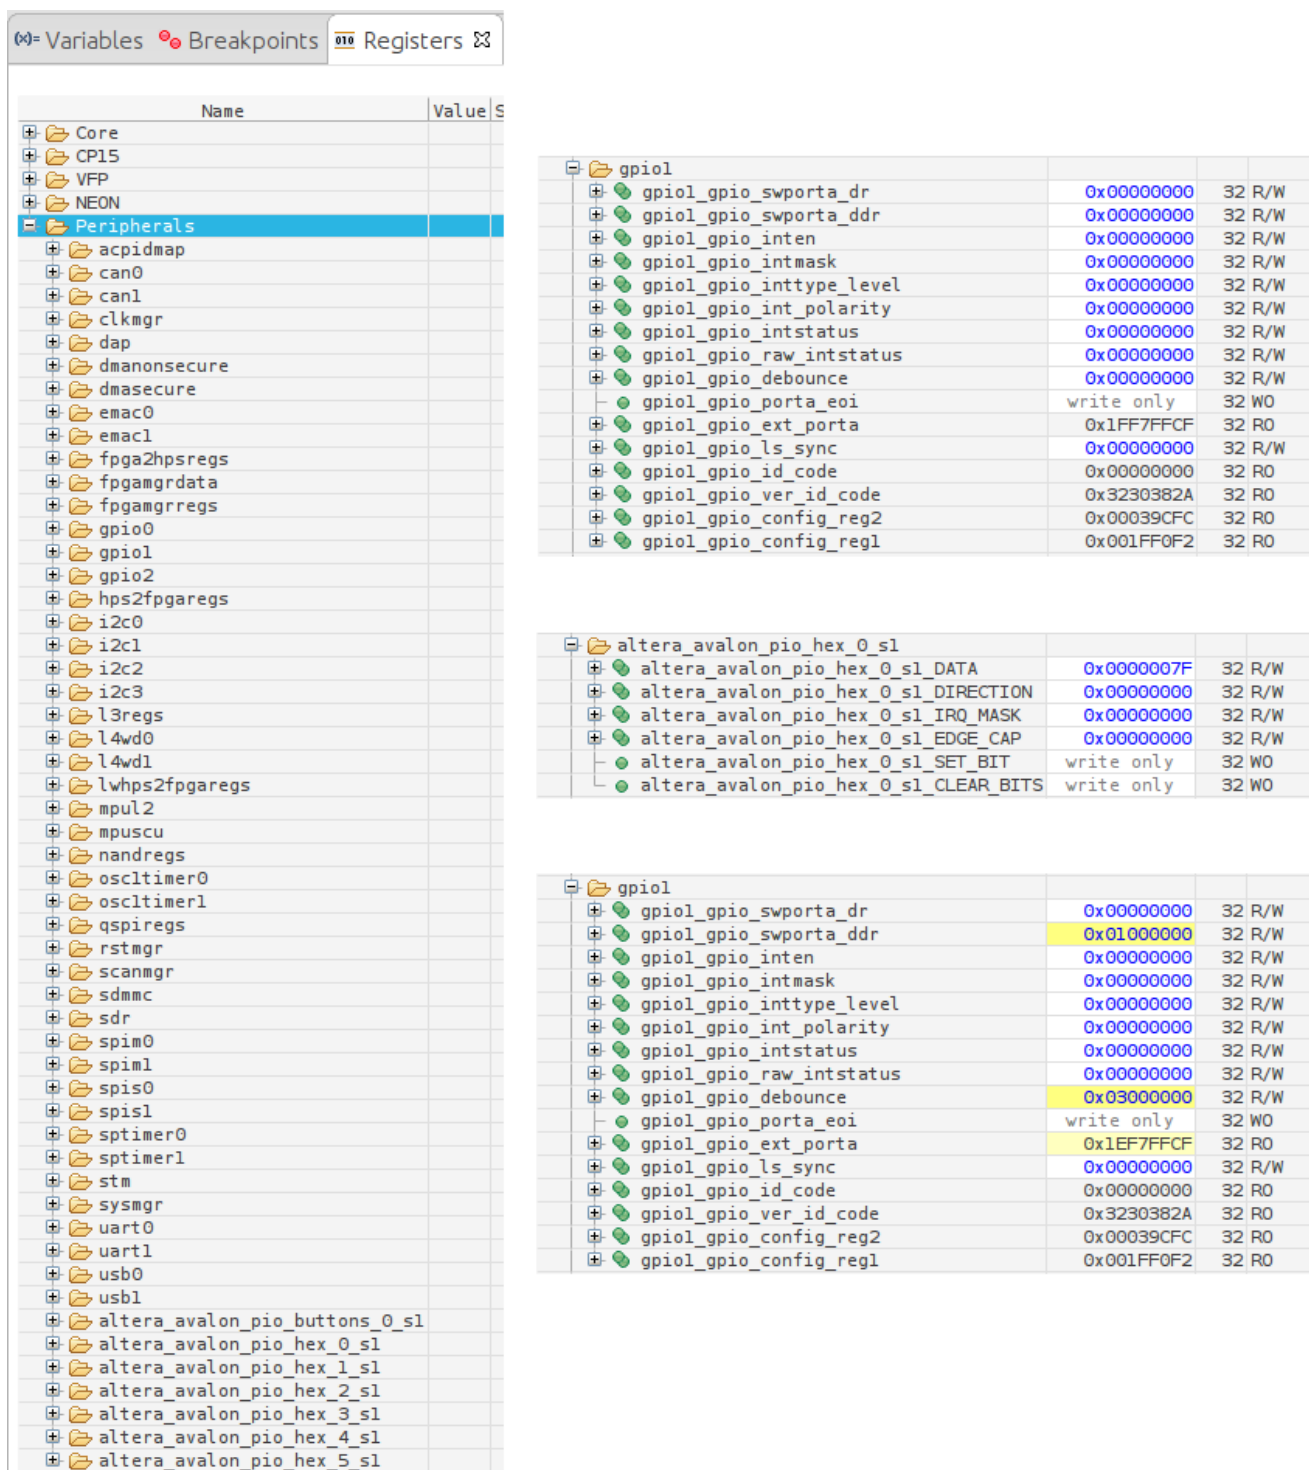 (x)= Variables Breakpoints 010 Registers
Name Value S
Core
CP15
VFP
NEON
Peripherals
acpidmap
can0
can1
clkmgr
dap
dmanonsecure
dmasecure
emac0
emac1
fpga2hpsregs
fpgamgrdata
fpgamgrregs
gpio0
gpio1
gpio2
hps2fpgaregs
i2c0
i2c1
i2c2
i2c3
l3regs
l4wd0
l4wd1
lwhps2fpgaregs
mpul2
mpuscu
nandregs
osc1timer0
osc1timer1
qspiregs
rstmgr
scanmgr
sdmmc
sdr
spim0
spim1
spis0
spis1
sptimer0
sptimer1
stm
sysmgr
uart0
uart1
usb0
usb1
altera_avalon_pio_buttons_0_s1
altera_avalon_pio_hex_0_s1
altera_avalon_pio_hex_1_s1
altera_avalon_pio_hex_2_s1
altera_avalon_pio_hex_3_s1
altera_avalon_pio_hex_4_s1
altera_avalon_pio_hex_5_s1
gpio1
gpio1_gpio_swporta_dr 0x00000000 32 R/W
gpio1_gpio_swporta_ddr 0x00000000 32 R/W
gpio1_gpio_inten 0x00000000 32 R/W
gpio1_gpio_intmask 0x00000000 32 R/W
gpio1_gpio_inttype_level 0x00000000 32 R/W
gpio1_gpio_int_polarity 0x00000000 32 R/W
gpio1_gpio_intstatus 0x00000000 32 R/W
gpio1_gpio_raw_intstatus 0x00000000 32 R/W
gpio1_gpio_debounce 0x00000000 32 R/W
gpio1_gpio_porta_eoi write only 32 WO
gpio1_gpio_ext_porta 0x1FF7FFCF 32 RO
gpio1_gpio_ls_sync 0x00000000 32 R/W
gpio1_gpio_id_code 0x00000000 32 RO
gpio1_gpio_ver_id_code 0x3230382A 32 RO
gpio1_gpio_config_reg2 0x00039CFC 32 RO
gpio1_gpio_config_reg1 0x001FF0F2 32 RO
altera_avalon_pio_hex_0_s1
altera_avalon_pio_hex_0_s1_DATA 0x0000007F 32 R/W
altera_avalon_pio_hex_0_s1_DIRECTION 0x00000000 32 R/W
altera_avalon_pio_hex_0_s1_IRQ_MASK 0x00000000 32 R/W
altera_avalon_pio_hex_0_s1_EDGE_CAP 0x00000000 32 R/W
altera_avalon_pio_hex_0_s1_SET_BIT write only 32 WO
altera_avalon_pio_hex_0_s1_CLEAR_BITS write only 32 WO
gpio1
gpio1_gpio_swporta_dr 0x00000000 32 R/W
gpio1_gpio_swporta_ddr 0x01000000 32 R/W
gpio1_gpio_inten 0x00000000 32 R/W
gpio1_gpio_intmask 0x00000000 32 R/W
gpio1_gpio_inttype_level 0x00000000 32 R/W
gpio1_gpio_int_polarity 0x00000000 32 R/W
gpio1_gpio_intstatus 0x00000000 32 R/W
gpio1_gpio_raw_intstatus 0x00000000 32 R/W
gpio1_gpio_debounce 0x03000000 32 R/W
gpio1_gpio_porta_eoi write only 32 WO
gpio1_gpio_ext_porta 0x1EF7FFCF 32 RO
gpio1_gpio_ls_sync 0x00000000 32 R/W
gpio1_gpio_id_code 0x00000000 32 RO
gpio1_gpio_ver_id_code 0x3230382A 32 RO
gpio1_gpio_config_reg2 0x00039CFC 32 RO
gpio1_gpio_config_reg1 0x001FF0F2 32 RO